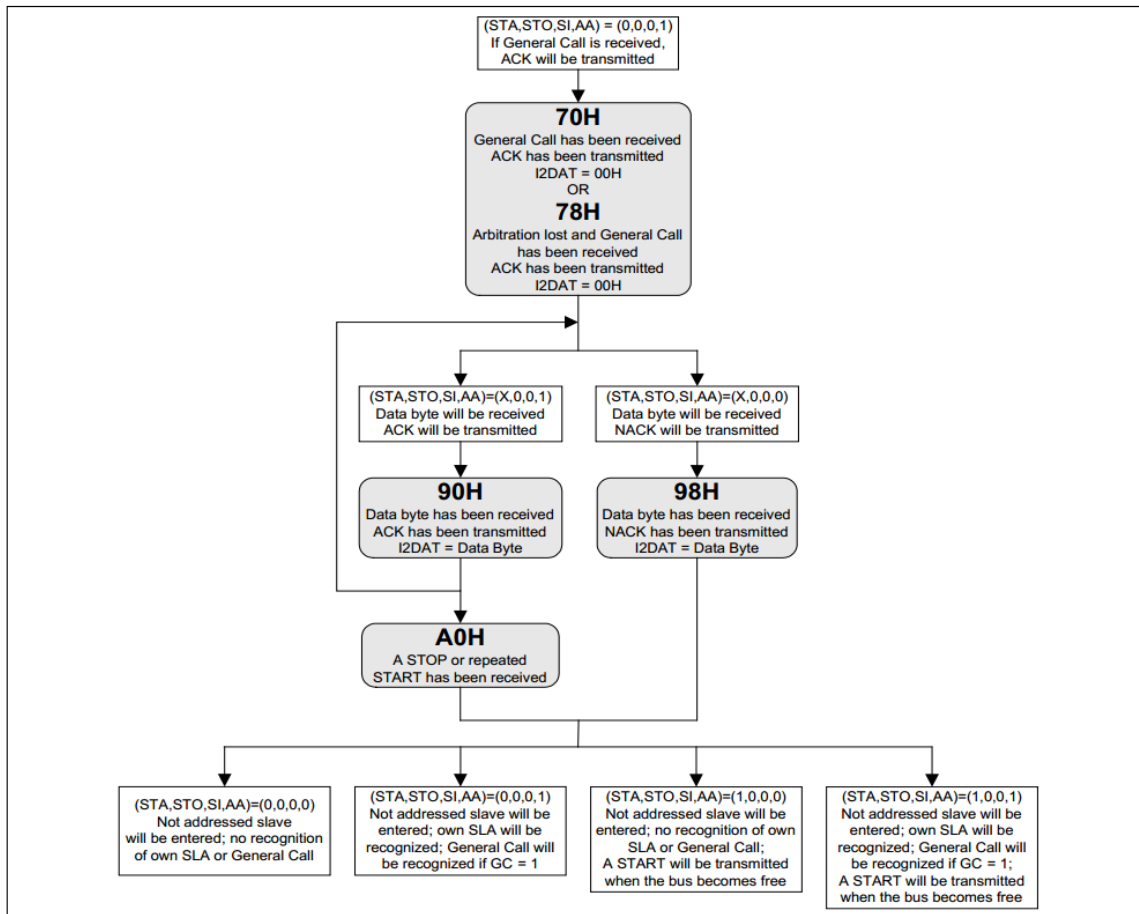 (STA,STO,SI,AA) = (0,0,0,1)
If General Call is received,
ACK will be transmitted
70H
General Call has been received
ACK has been transmitted
I2DAT = 00H
OR
78H
Arbitration lost and General Call
has been received
ACK has been transmitted
I2DAT = 00H
(STA,STO,SI,AA)=(X,0,0,1)
Data byte will be received
ACK will be transmitted
(STA,STO,SI,AA)=(X,0,0,0)
Data byte will be received
NACK will be transmitted
90H
Data byte has been received
ACK has been transmitted
I2DAT = Data Byte
98H
Data byte has been received
NACK has been transmitted
I2DAT = Data Byte
A0H
A STOP or repeated
START has been received
(STA,STO,SI,AA)=(0,0,0,0)
Not addressed slave
will be entered; no recognition
of own SLA or General Call
(STA,STO,SI,AA)=(0,0,0,1)
Not addressed slave will be
entered; own SLA will be
recognized; General Call will
be recognized if GC = 1
(STA,STO,SI,AA)=(1,0,0,0)
Not addressed slave will be
entered; no recognition of own
SLA or General Call;
A START will be transmitted
when the bus becomes free
(STA,STO,SI,AA)=(1,0,0,1)
Not addressed slave will be
entered; own SLA will be
recognized; General Call will
be recognized if GC = 1;
A START will be transmitted
when the bus becomes free